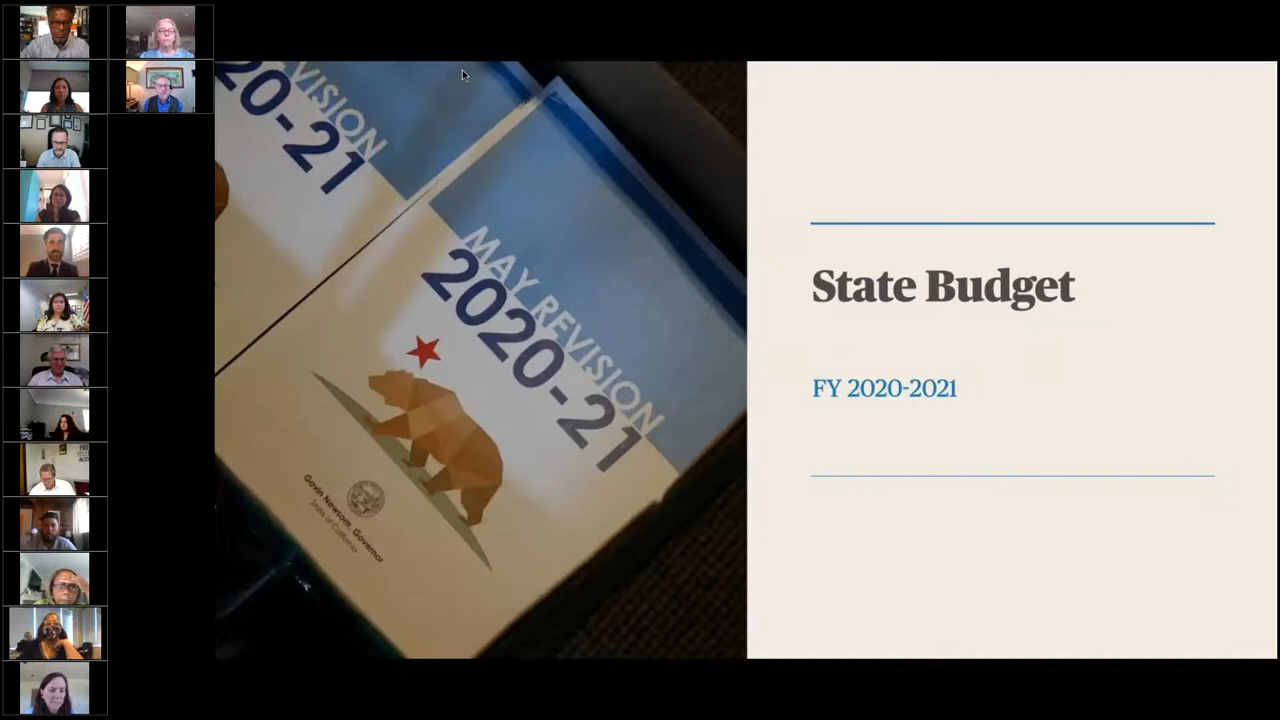 VISION
20-21
MAY REVISION
2020-21
Gavin Newsom, Governor
State of California
State Budget
FY 2020-2021